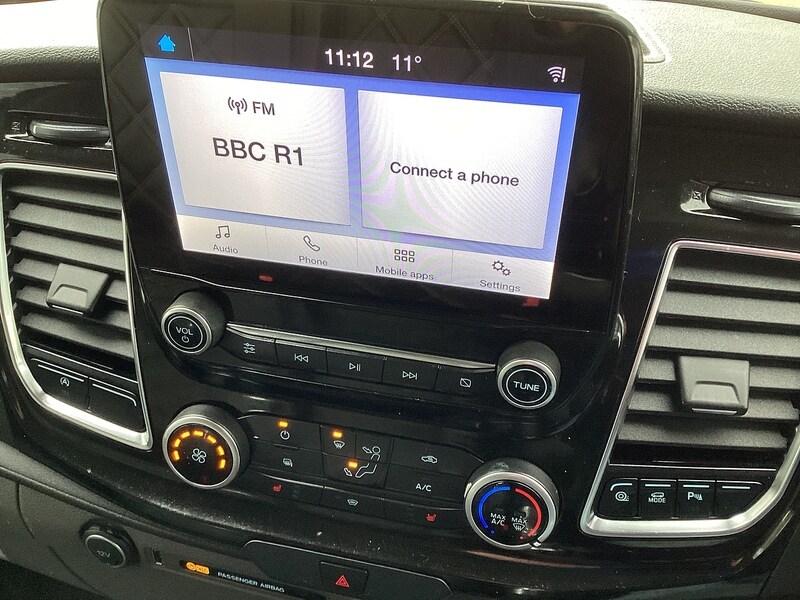 11:12 11°
FM
BBC R1
Connect a phone
Audio
Phone
Mobile apps
Settings
VOL
TUNE
A/C
MAX A/C
MAX
A
MODE
P
12V
PASSENGER AIRBAG